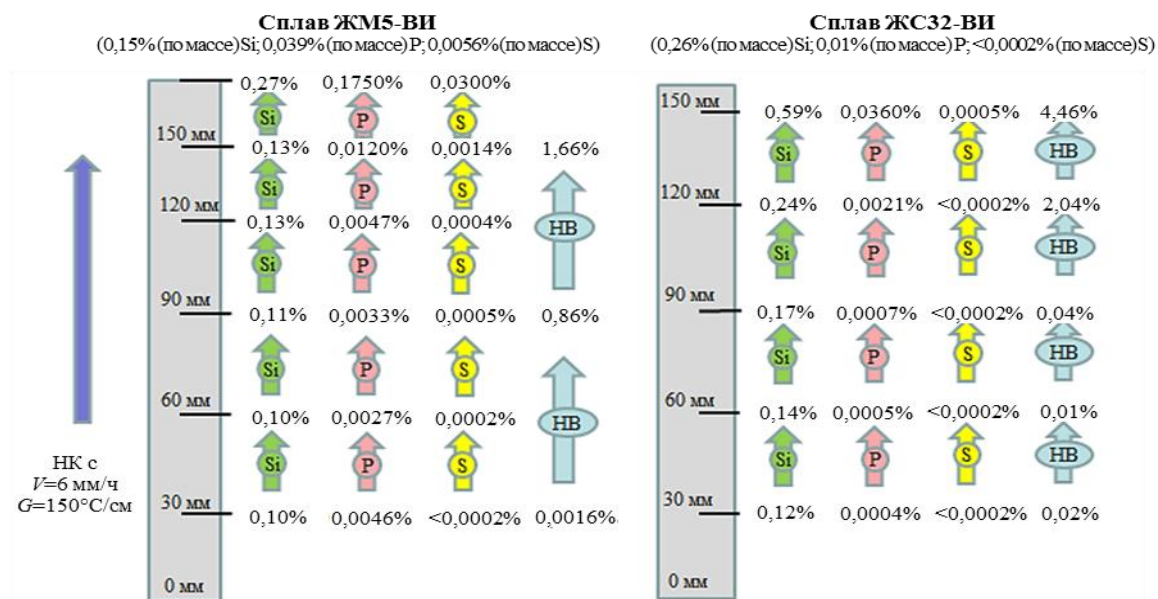 Сплав ЖМ5-ВИ
(0,15% (по массе) Si; 0,039% (по массе) P; 0,0056% (по массе) S)
0,27% 0,1750% 0,0300%
Si P S
150 мм
0,13% 0,0120% 0,0014% 1,66%
Si P S
120 мм
0,13% 0,0047% 0,0004%
НВ
Si P S
90 мм
0,11% 0,0033% 0,0005% 0,86%
Si P S
60 мм
0,10% 0,0027% 0,0002%
НВ
Si P S
30 мм
0,10% 0,0046% <0,0002% 0,0016%
0 мм
НК с
V=6 мм/ч
G=150°С/см
Сплав ЖС32-ВИ
(0,26% (по массе) Si; 0,01% (по массе) P; <0,0002% (по массе) S)
150 мм
0,59% 0,0360% 0,0005% 4,46%
Si P S НВ
120 мм
0,24% 0,0021% <0,0002% 2,04%
Si P S НВ
90 мм
0,17% 0,0007% <0,0002% 0,04%
Si P S НВ
60 мм
0,14% 0,0005% <0,0002% 0,01%
Si P S НВ
30 мм
0,12% 0,0004% <0,0002% 0,02%
0 мм